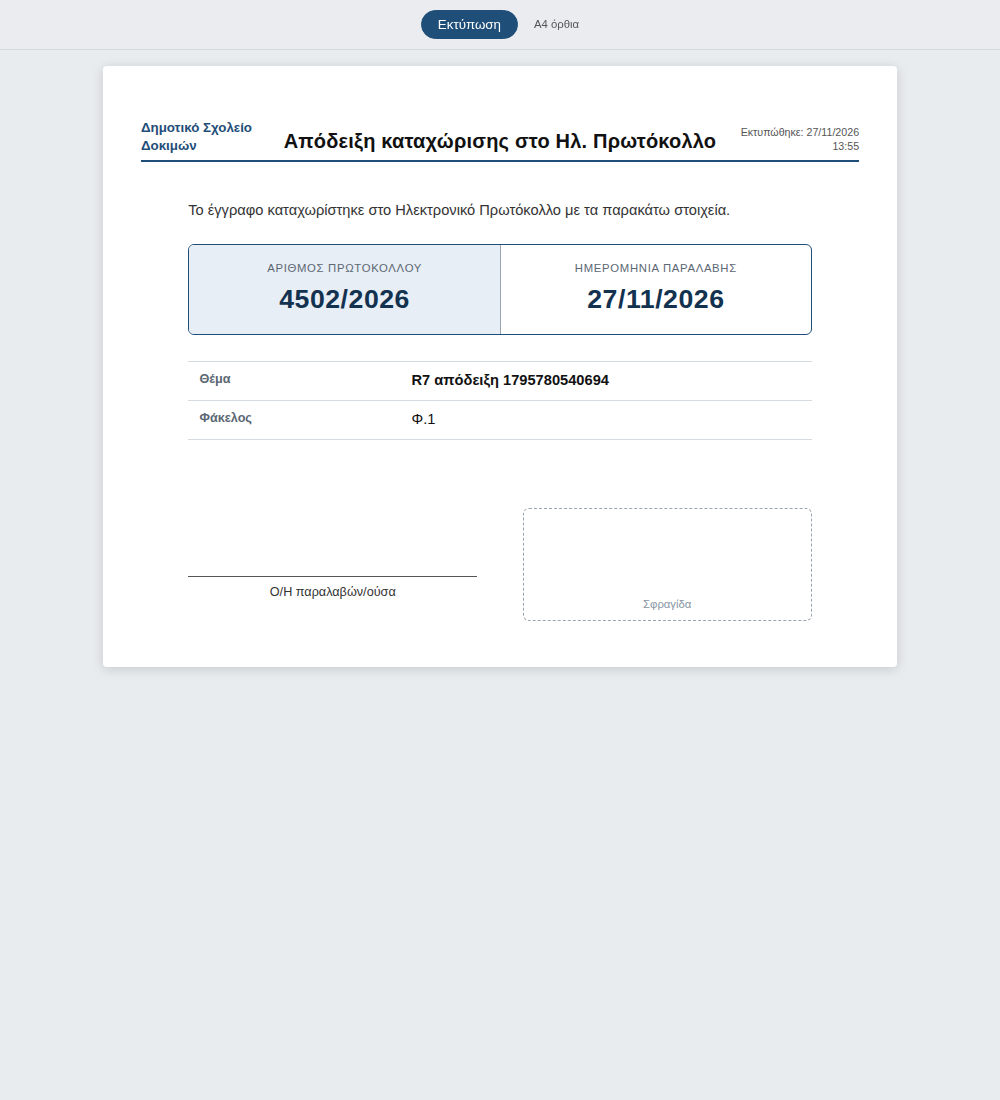 Εκτύπωση Α4 όρθια
Δημοτικό Σχολείο
Δοκιμών
Απόδειξη καταχώρισης στο Ηλ. Πρωτόκολλο
Εκτυπώθηκε: 27/11/2026
13:55
Το έγγραφο καταχωρίστηκε στο Ηλεκτρονικό Πρωτόκολλο με τα παρακάτω στοιχεία.
ΑΡΙΘΜΟΣ ΠΡΩΤΟΚΟΛΛΟΥ
4502/2026
ΗΜΕΡΟΜΗΝΙΑ ΠΑΡΑΛΑΒΗΣ
27/11/2026
Θέμα R7 απόδειξη 1795780540694
Φάκελος Φ.1
Ο/Η παραλαβών/ούσα
Σφραγίδα